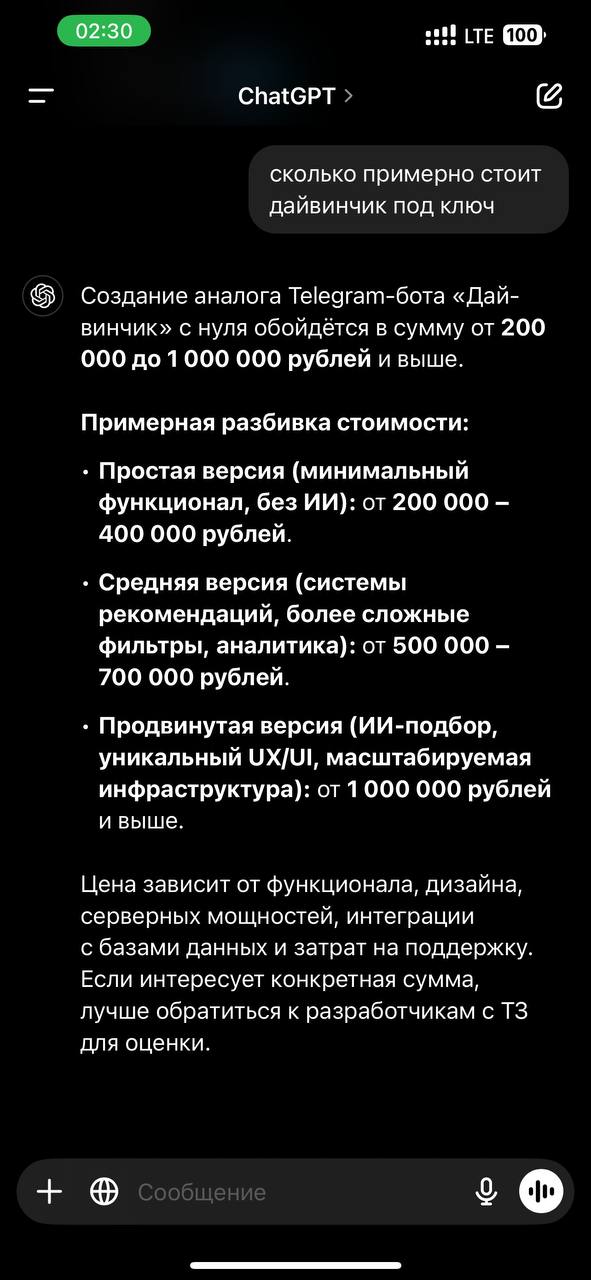 02:30
LTE 100
ChatGPT
сколько примерно стоит
дайвинчик под ключ
Создание аналога Telegram-бота «Дай-
винчик» с нуля обойдётся в сумму от 200
000 до 1 000 000 рублей и выше.
Примерная разбивка стоимости:
• Простая версия (минимальный
функционал, без ИИ): от 200 000 –
400 000 рублей.
• Средняя версия (системы
рекомендаций, более сложные
фильтры, аналитика): от 500 000 –
700 000 рублей.
• Продвинутая версия (ИИ-подбор,
уникальный UX/UI, масштабируемая
инфраструктура): от 1 000 000 рублей
и выше.
Цена зависит от функционала, дизайна,
серверных мощностей, интеграции
с базами данных и затрат на поддержку.
Если интересует конкретная сумма,
лучше обратиться к разработчикам с ТЗ
для оценки.
Сообщение